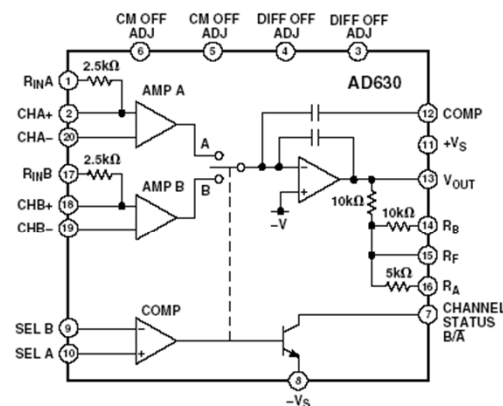 CM OFF ADJ
CM OFF ADJ
DIFF OFF ADJ
DIFF OFF ADJ
6
5
4
3
AD630
2.5kΩ
RINA
1
AMP A
CHA+
2
CHA–
20
A
12
COMP
11
+VS
2.5kΩ
RINB
17
AMP B
B
CHB+
18
CHB–
19
–
+
–V
13
VOUT
10kΩ
10kΩ
14
RB
15
RF
5kΩ
16
RA
COMP
7
CHANNEL
STATUS
B/A̅
SEL B
9
–
SEL A
10
+
8
–VS